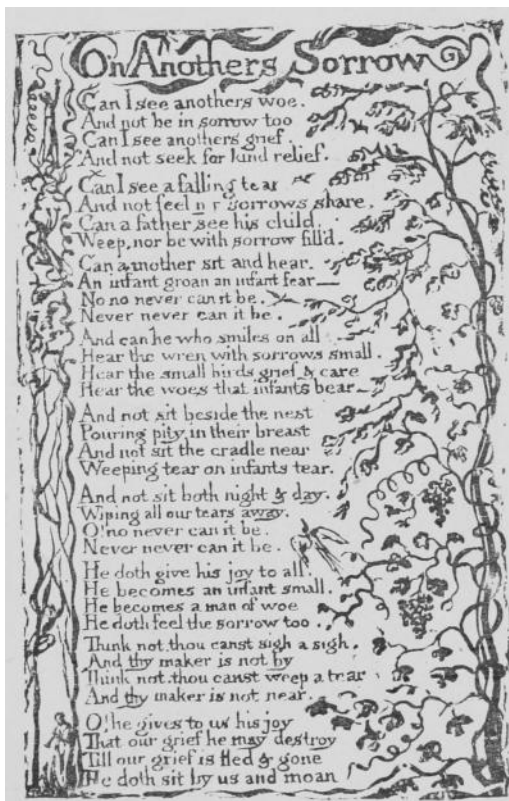 On Anothers Sorrow
Can I see anothers woe.
And not be in sorrow too
Can I see anothers grief.
And not seek for kind relief.
Can I see a falling tear
And not feel sorrows share.
Can a father see his child.
Weep, nor be with sorrow fill'd.
Can a mother sit and hear.
An infant groan an infant fear—
No no never can it be.
Never never can it be.
And can he who smiles on all
Hear the wren with sorrows small.
Hear the small birds grief & care
Hear the woes that infants bear—
And not sit beside the nest
Pouring pity in their breast
And not sit the cradle near
Weeping tear on infants tear.
And not sit both night & day.
Wiping all our tears away.
O! no never can it be.
Never never can it be.
He doth give his joy to all.
He becomes an infant small.
He becomes a man of woe
He doth feel the sorrow too.
Think not. thou canst sigh a sigh.
And thy maker is not by
Think not. thou canst weep a tear
And thy maker is not near.
O! he gives to us his joy
That our grief he may destroy
Till our grief is fled & gone
He doth sit by us and moan